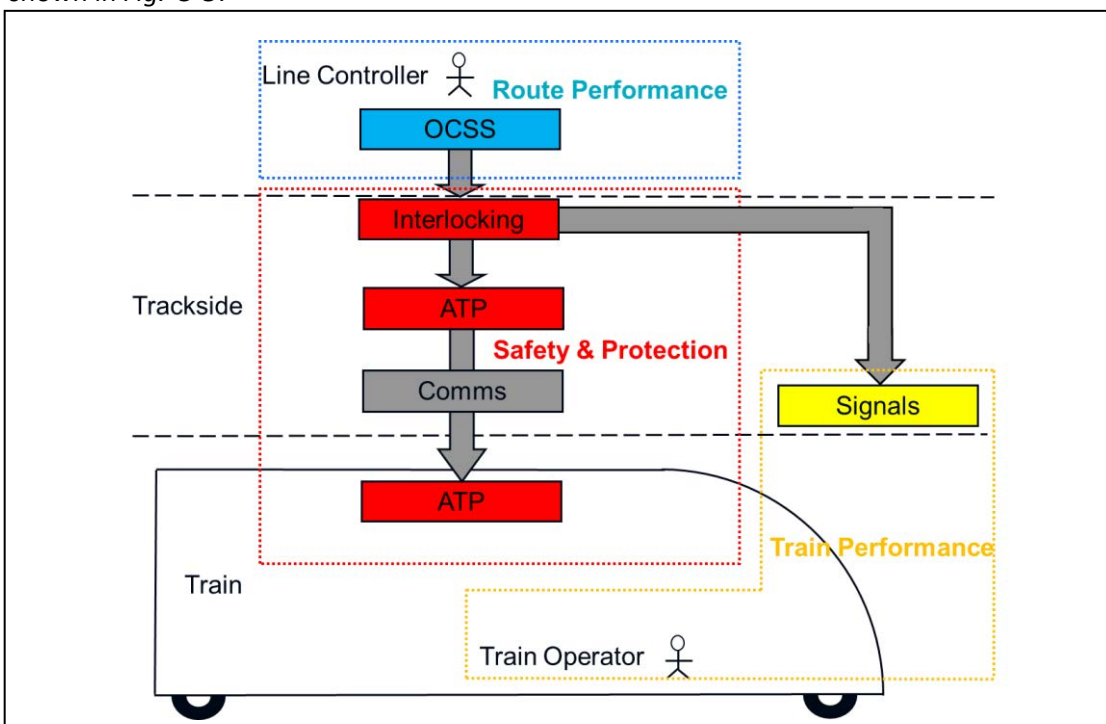 Line Controller
Route Performance
OCSS
Interlocking
Trackside
ATP
Safety & Protection
Comms
Signals
ATP
Train Performance
Train
Train Operator